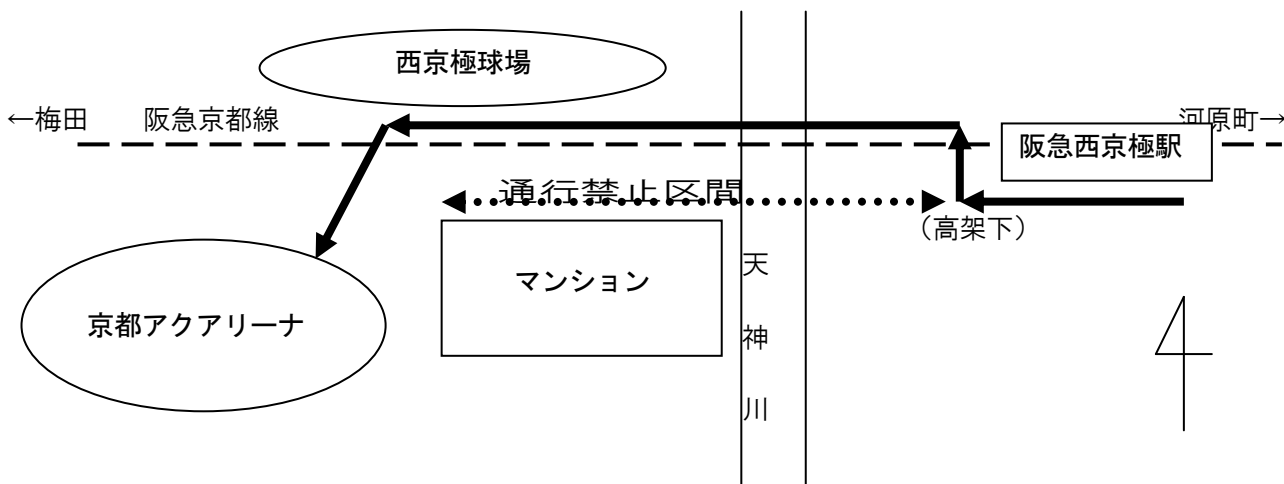 西京極球場
←梅田
阪急京都線
河原町→
阪急西京極駅
通行禁止区間
（高架下）
マンション
天神川
京都アクアリーナ